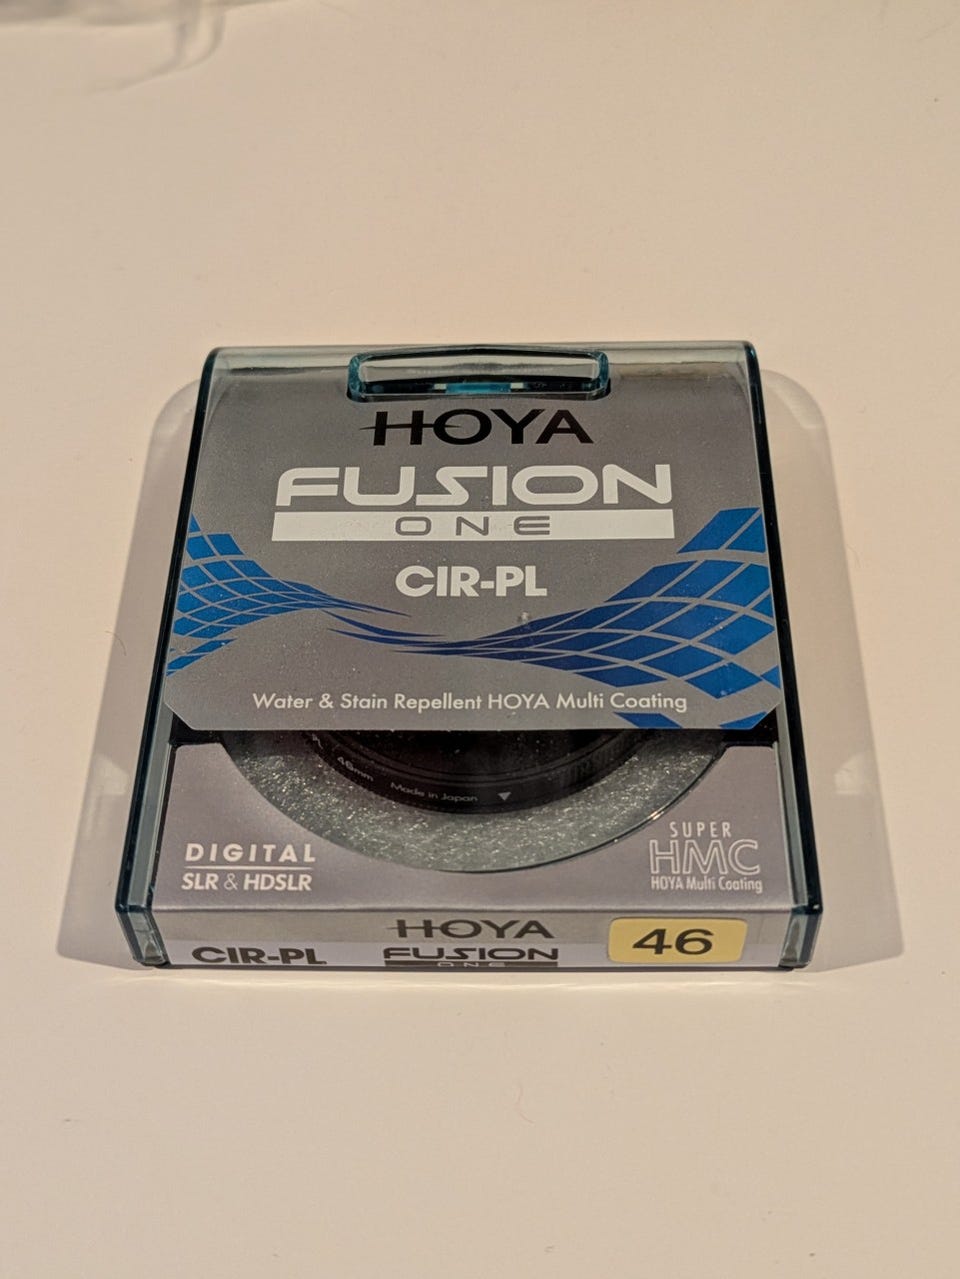 HOYA
FUSION
ONE
CIR-PL
Water & Stain Repellent HOYA Multi Coating
46mm
Made in Japan
DIGITAL
SLR & HDSLR
SUPER
HMC
HOYA Multi Coating
HOYA
CIR-PL
FUSION
ONE
46